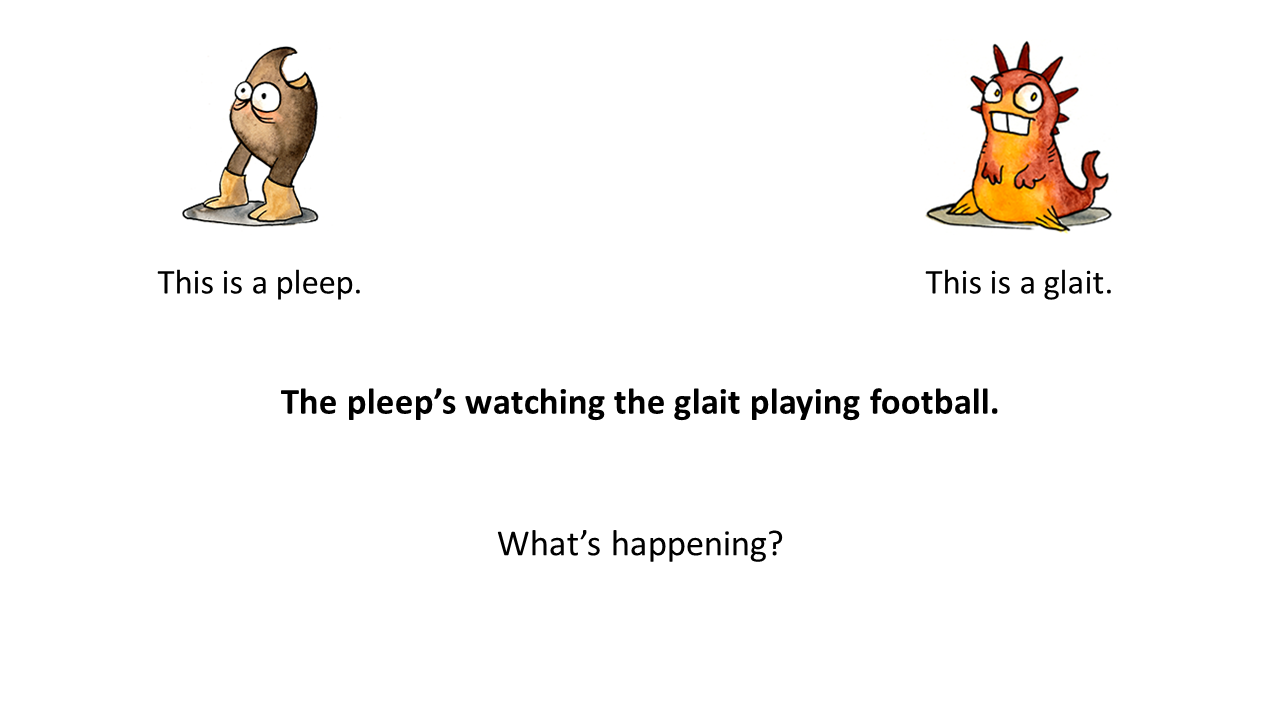 This is a pleep.
This is a glait.
The pleep’s watching the glait playing football.
What’s happening?